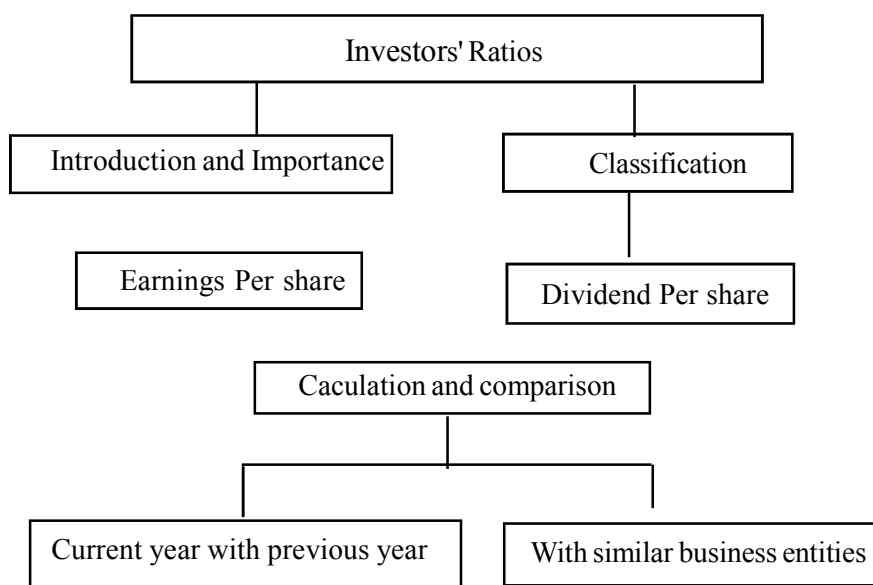 Investors' Ratios
Introduction and Importance
Classification
Earnings Per share
Dividend Per share
Caculation and comparison
Current year with previous year
With similar business entities